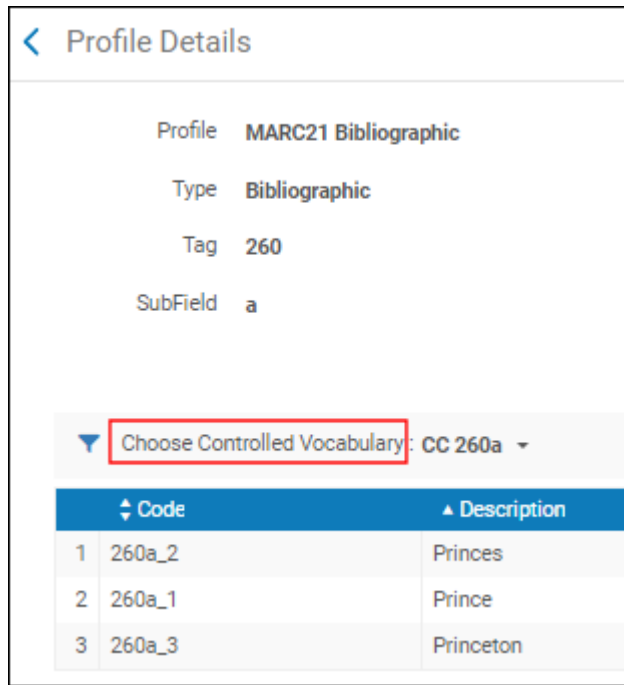 Profile Details
Profile MARC21 Bibliographic
Type Bibliographic
Tag 260
SubField a
Choose Controlled Vocabulary : CC 260a
Code Description
1 260a_2 Princes
2 260a_1 Prince
3 260a_3 Princeton